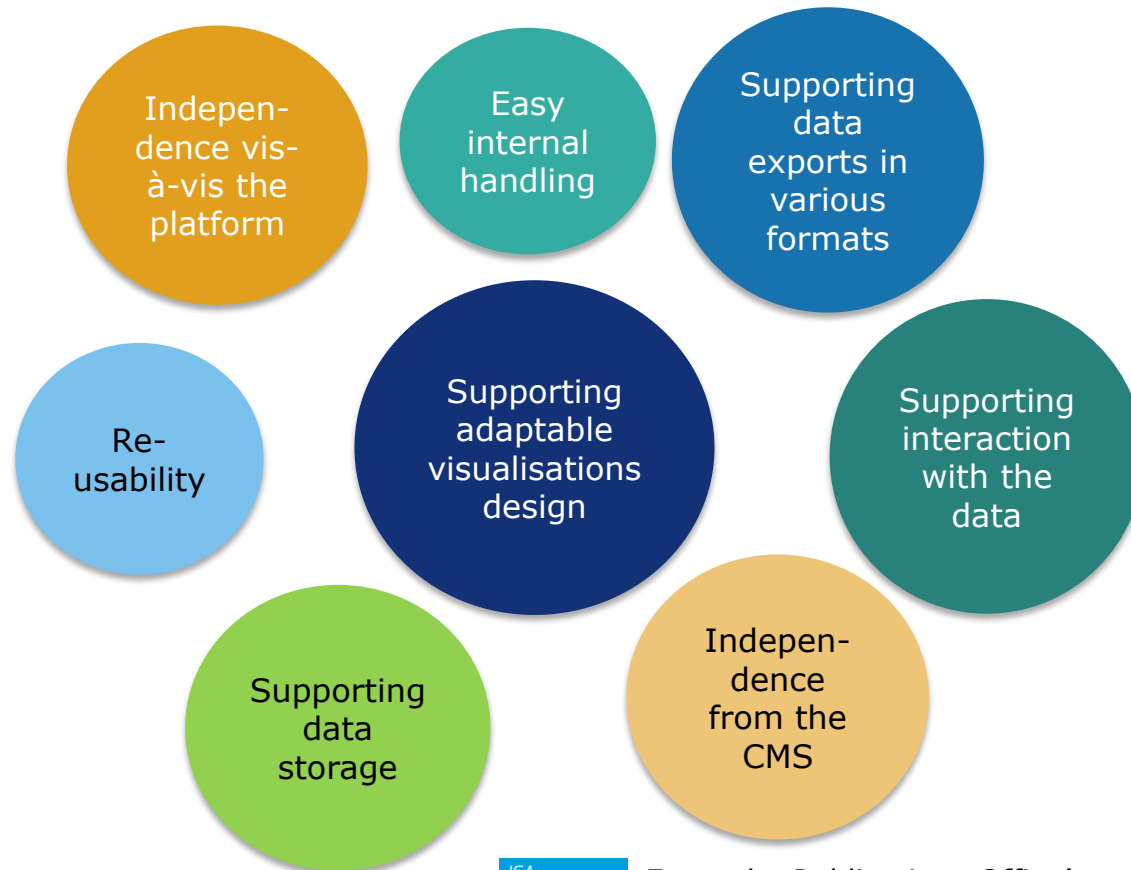 Indepen-
dence vis-
à-vis the
platform
Easy
internal
handling
Supporting
data
exports in
various
formats
Re-
usability
Supporting
adaptable
visualisations
design
Supporting
interaction
with the
data
Supporting
data
storage
Indepen-
dence
from the
CMS